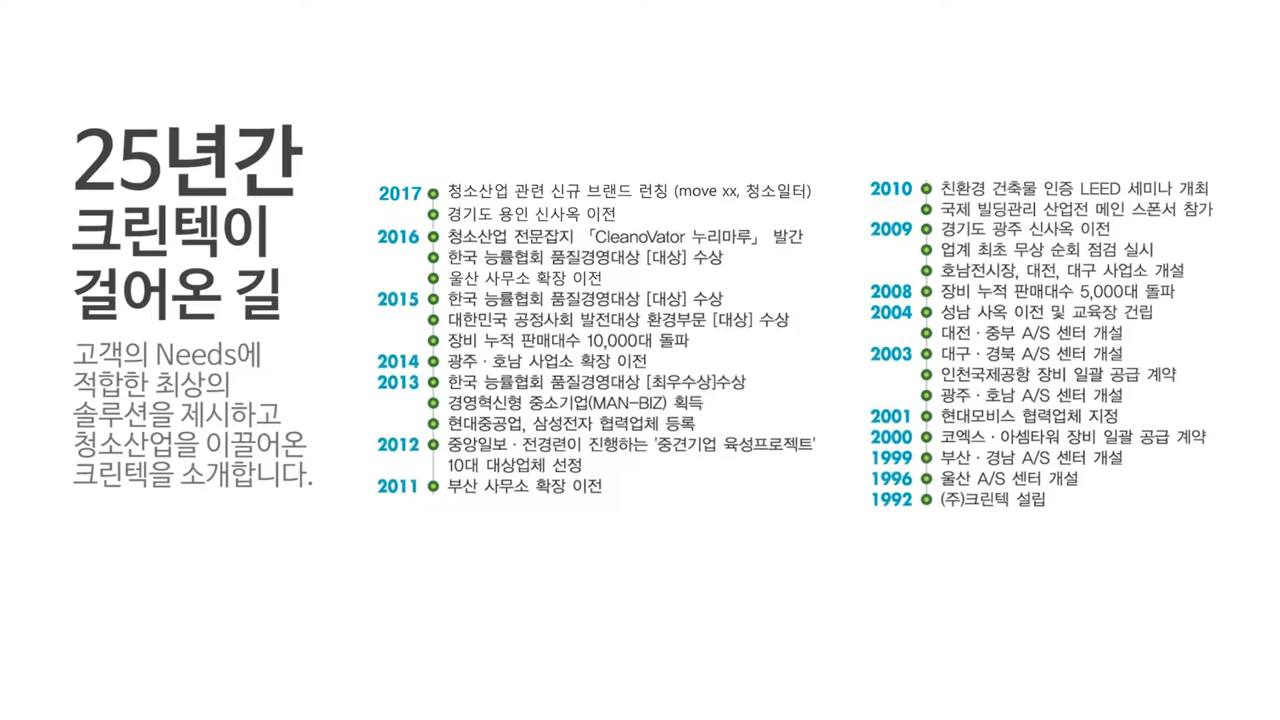 25년간
크린텍이
걸어온 길
고객의 Needs에
적합한 최상의
솔루션을 제시하고
청소산업을 이끌어온
크린텍을 소개합니다.
2017 청소산업 관련 신규 브랜드 런칭 (move xx, 청소일터)
경기도 용인 신사옥 이전
2016 청소산업 전문잡지 「CleanoVator 누리마루」 발간
한국 능률협회 품질경영대상 [대상] 수상
울산 사무소 확장 이전
2015 한국 능률협회 품질경영대상 [대상] 수상
대한민국 공정사회 발전대상 환경부문 [대상] 수상
장비 누적 판매대수 10,000대 돌파
2014 광주·호남 사업소 확장 이전
2013 한국 능률협회 품질경영대상 [최우수상]수상
경영혁신형 중소기업(MAN-BIZ) 획득
현대중공업, 삼성전자 협력업체 등록
2012 중앙일보·전경련이 진행하는 '중견기업 육성프로젝트'
10대 대상업체 선정
2011 부산 사무소 확장 이전
2010 친환경 건축물 인증 LEED 세미나 개최
국제 빌딩관리 산업전 메인 스폰서 참가
2009 경기도 광주 신사옥 이전
업계 최초 무상 순회 점검 실시
호남전시장, 대전, 대구 사업소 개설
2008 장비 누적 판매대수 5,000대 돌파
2004 성남 사옥 이전 및 교육장 건립
대전·중부 A/S 센터 개설
2003 대구·경북 A/S 센터 개설
인천국제공항 장비 일괄 공급 계약
광주·호남 A/S 센터 개설
2001 현대모비스 협력업체 지정
2000 코엑스·아셈타워 장비 일괄 공급 계약
1999 부산·경남 A/S 센터 개설
1996 울산 A/S 센터 개설
1992 (주)크린텍 설립